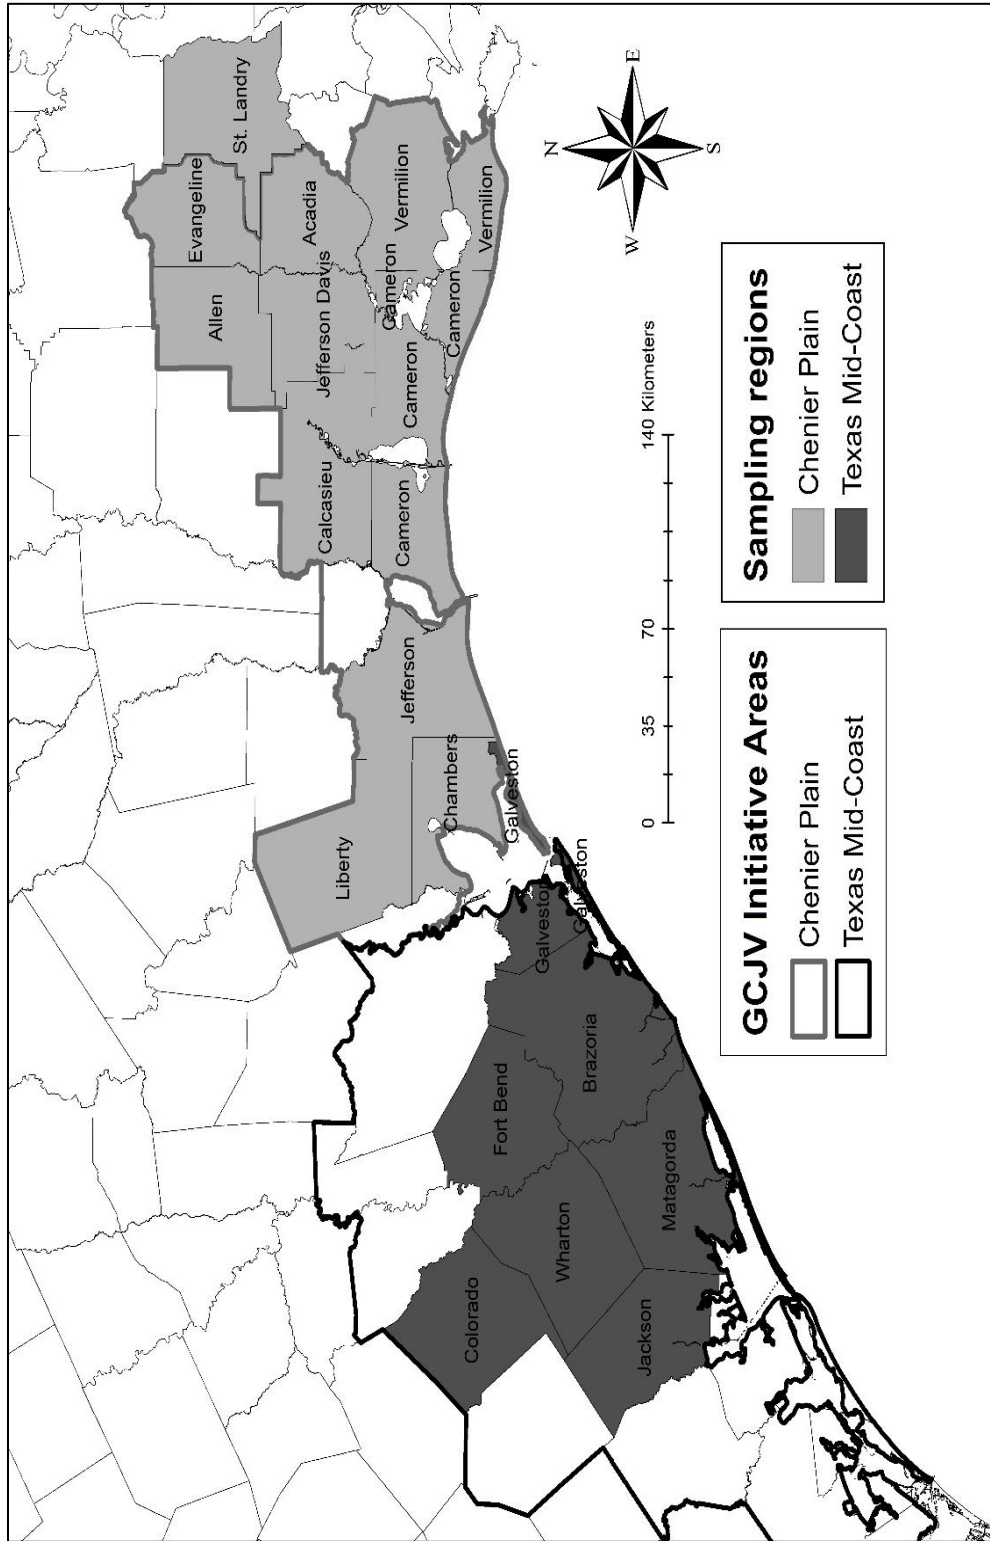 St. Landry
Evangeline
Allen
Acadia
Jefferson Davis
Vermilion
Cameron
Calcasieu
Cameron
Cameron
Vermilion
Cameron
Jefferson
Liberty
Chambers
Galveston
Galveston
Galveston
Fort Bend
Brazoria
Colorado
Wharton
Matagorda
Jackson
N
W
E
S
0 35 70 140 Kilometers
GCJV Initiative Areas
Chenier Plain
Texas Mid-Coast
Sampling regions
Chenier Plain
Texas Mid-Coast